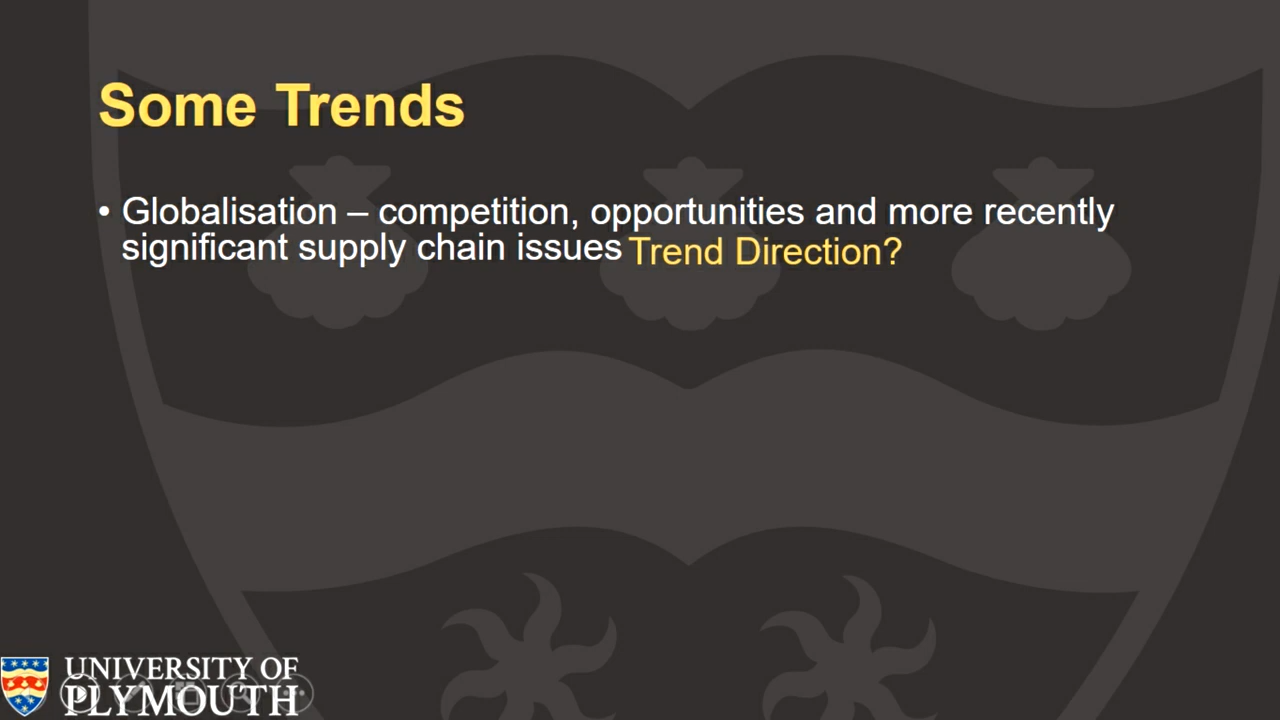 Some Trends
• Globalisation – competition, opportunities and more recently
significant supply chain issues Trend Direction?
UNIVERSITY OF
PLYMOUTH